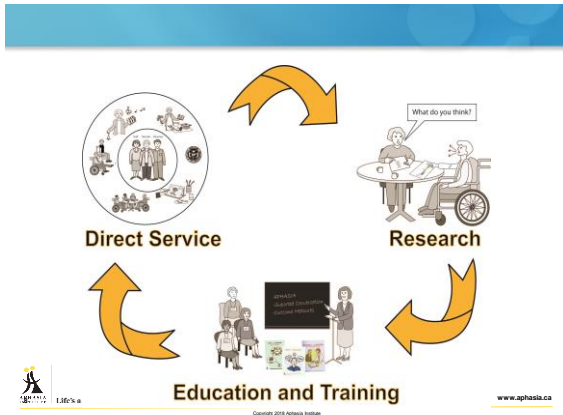 What do you think?
Direct Service
Research
APHASIA
Education and Training
APHASIA
Life's a
www.aphasia.ca
Copyright 2018 Aphasia Institute